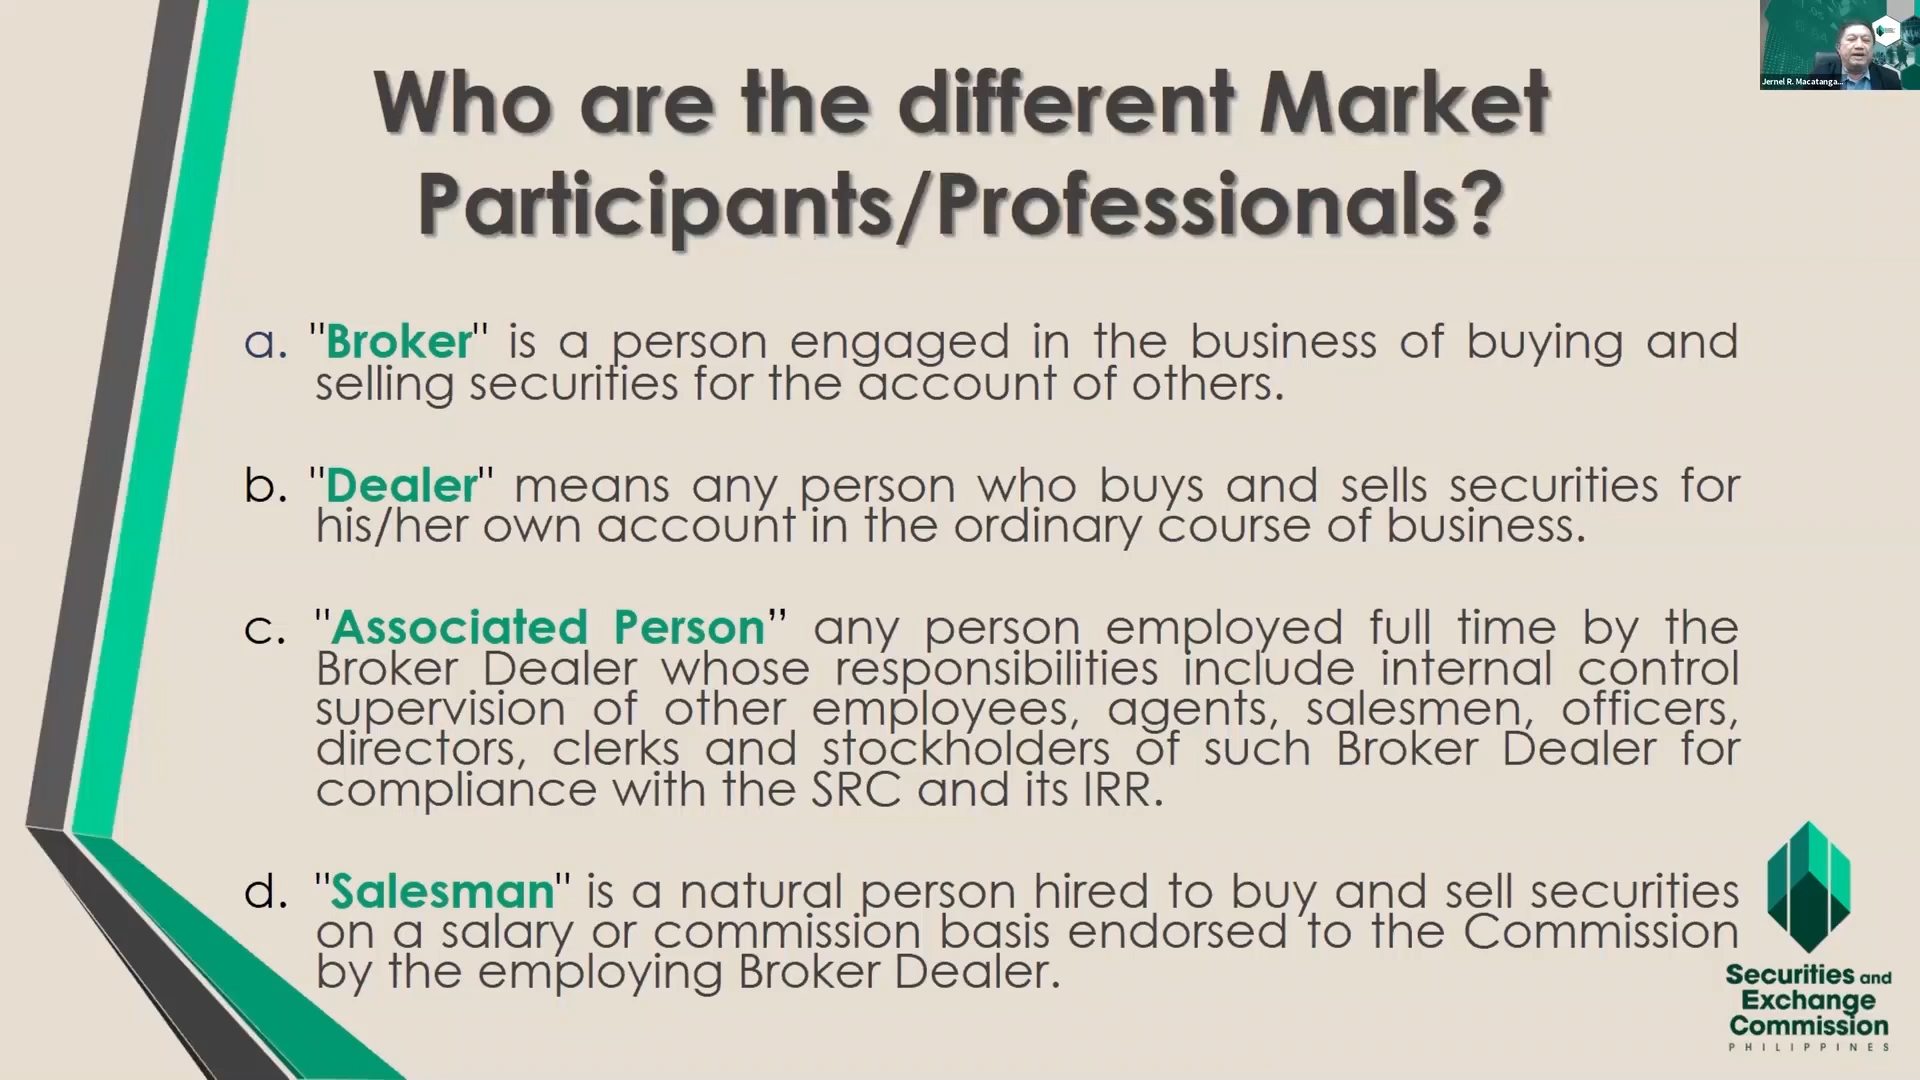 Jernel R. Macatanga...
Who are the different Market
Participants/Professionals?
a. "Broker" is a person engaged in the business of buying and
selling securities for the account of others.
b. "Dealer" means any person who buys and sells securities for
his/her own account in the ordinary course of business.
c. "Associated Person” any person employed full time by the
Broker Dealer whose responsibilities include internal control
supervision of other employees, agents, salesmen, officers,
directors, clerks and stockholders of such Broker Dealer for
compliance with the SRC and its IRR.
d. "Salesman" is a natural person hired to buy and sell securities
on a salary or commission basis endorsed to the Commission
by the employing Broker Dealer.
Securities and
Exchange
Commission
PHILIPPINES